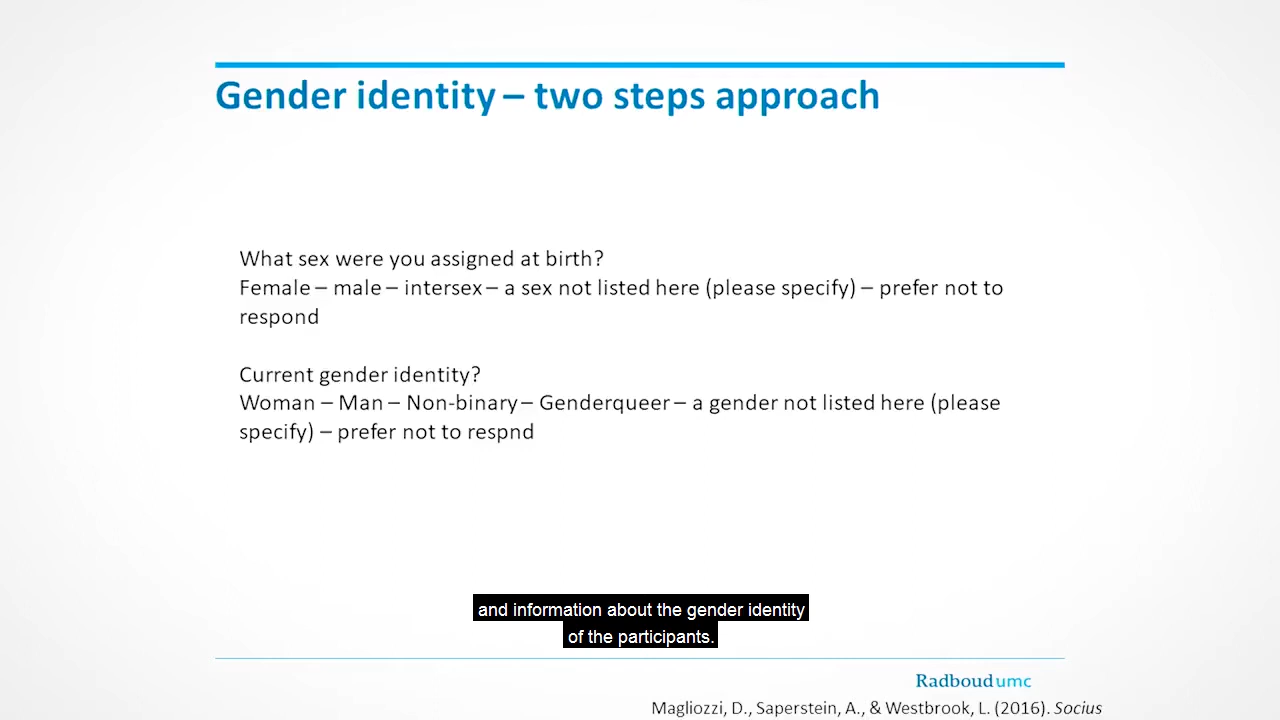 Gender identity – two steps approach
What sex were you assigned at birth?
Female – male – intersex – a sex not listed here (please specify) – prefer not to
respond
Current gender identity?
Woman – Man – Non-binary – Genderqueer – a gender not listed here (please
specify) – prefer not to respnd
and information about the gender identity
of the participants.
Radboudumc
Magliozzi, D., Saperstein, A., & Westbrook, L. (2016). Socius